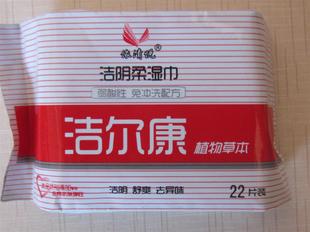 洁阴柔湿巾
弱酸性 免冲洗配方
洁尔康 植物草本
洁阴 舒爽 去异味
22片装